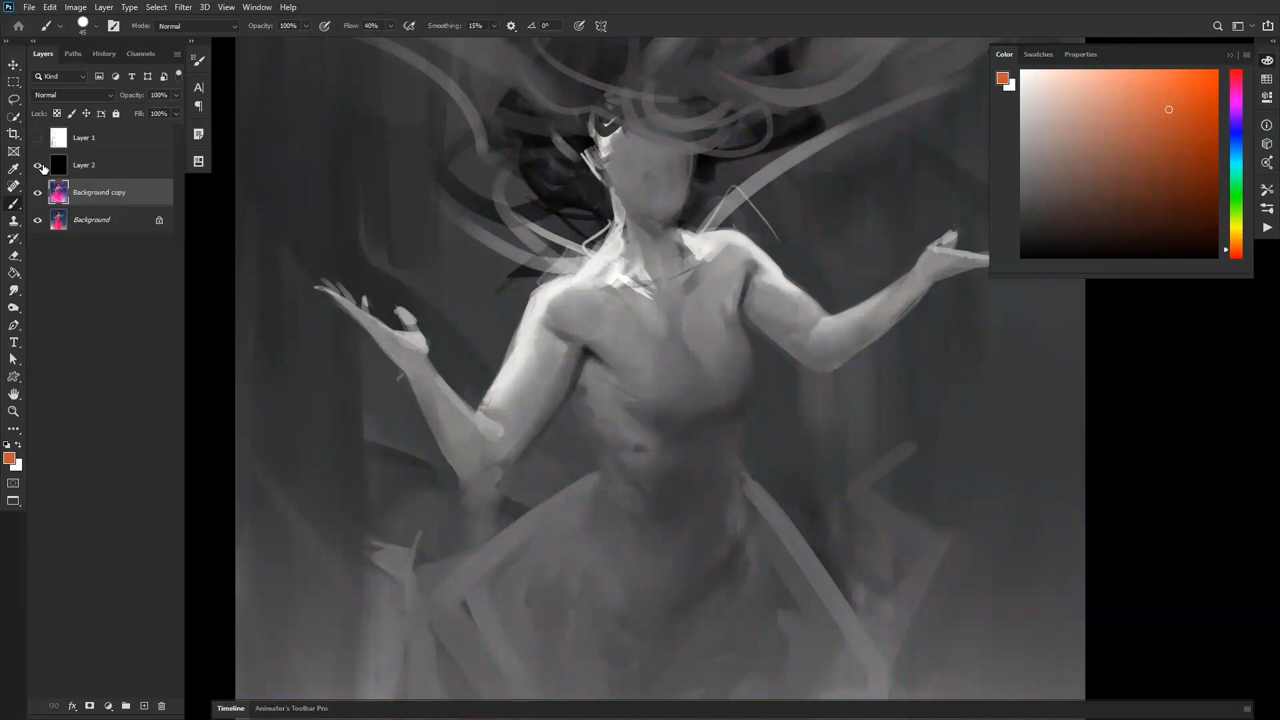 Ps File Edit Image Layer Type Select Filter 3D View Window Help
45 Mode: Normal Opacity: 100% Flow: 40% Smoothing: 15% 0°
Layers Paths History Channels
Kind
Normal Opacity: 100%
Lock: Fill: 100%
Layer 1
Layer 2
Background copy
Background
Color Swatches Properties
Timeline Animator's Toolbar Pro